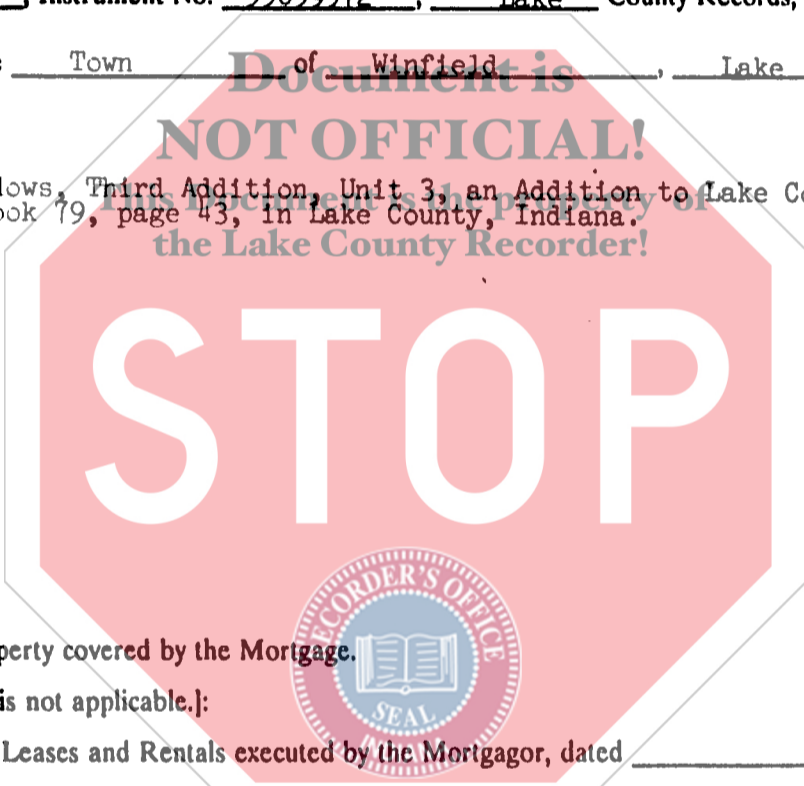 Instrument No. Lake County Records,
Town of Winfield, Lake
Document is
NOT OFFICIAL!
lows, Third Addition, Unit 3, an Addition to Lake Co
This Document is the property of
ook 79, page 43, in Lake County, Indiana.
the Lake County Recorder!
STOP
RECORDER'S OFFICE
SEAL
perty covered by the Mortgage.
is not applicable.]:
Leases and Rentals executed by the Mortgagor, dated